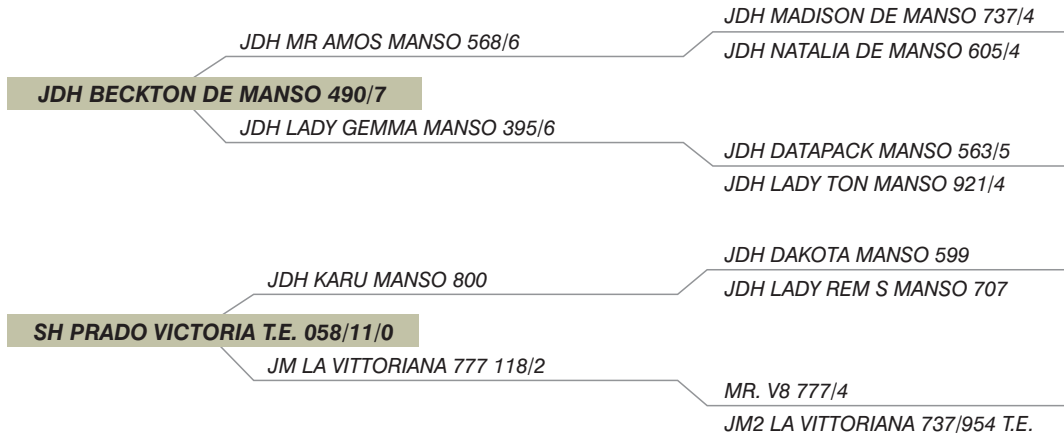 JDH MADISON DE MANSO 737/4
JDH MR AMOS MANSO 568/6
JDH NATALIA DE MANSO 605/4
JDH BECKTON DE MANSO 490/7
JDH LADY GEMMA MANSO 395/6
JDH DATAPACK MANSO 563/5
JDH LADY TON MANSO 921/4
JDH DAKOTA MANSO 599
JDH KARU MANSO 800
JDH LADY REM S MANSO 707
SH PRADO VICTORIA T.E. 058/11/0
JM LA VITTORIANA 777 118/2
MR. V8 777/4
JM2 LA VITTORIANA 737/954 T.E.